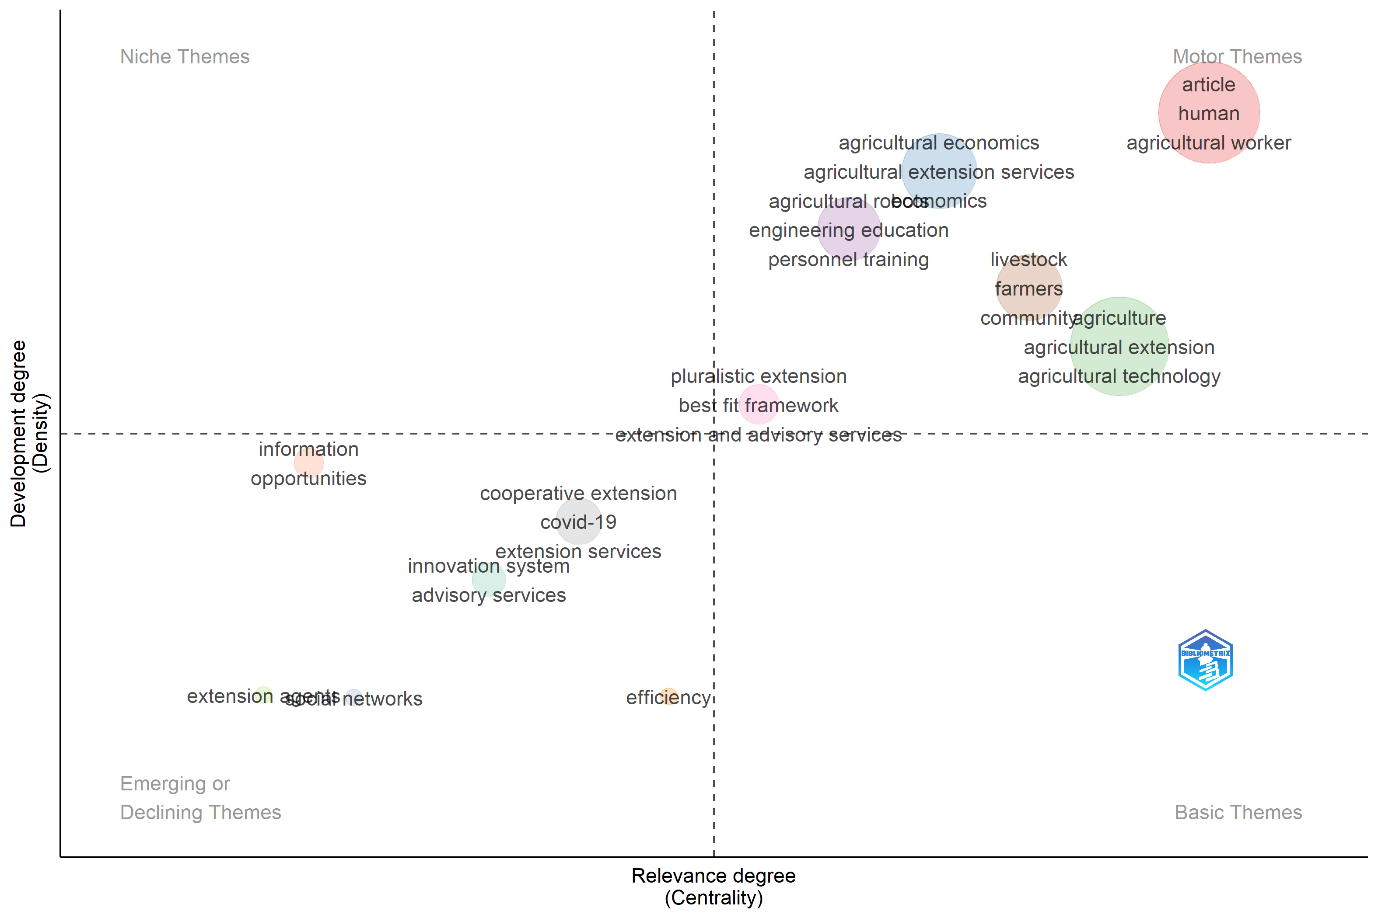 Niche Themes
Motor Themes
article
human
agricultural worker
agricultural economics
agricultural extension services
economics
agricultural robots
engineering education
personnel training
livestock
farmers
community
agriculture
agricultural extension
agricultural technology
pluralistic extension
best fit framework
extension and advisory services
information
opportunities
cooperative extension
covid-19
extension services
innovation system
advisory services
extension agents
social networks
efficiency
BIBLIOMETRIX
Emerging or
Declining Themes
Basic Themes
Development degree
(Density)
Relevance degree
(Centrality)